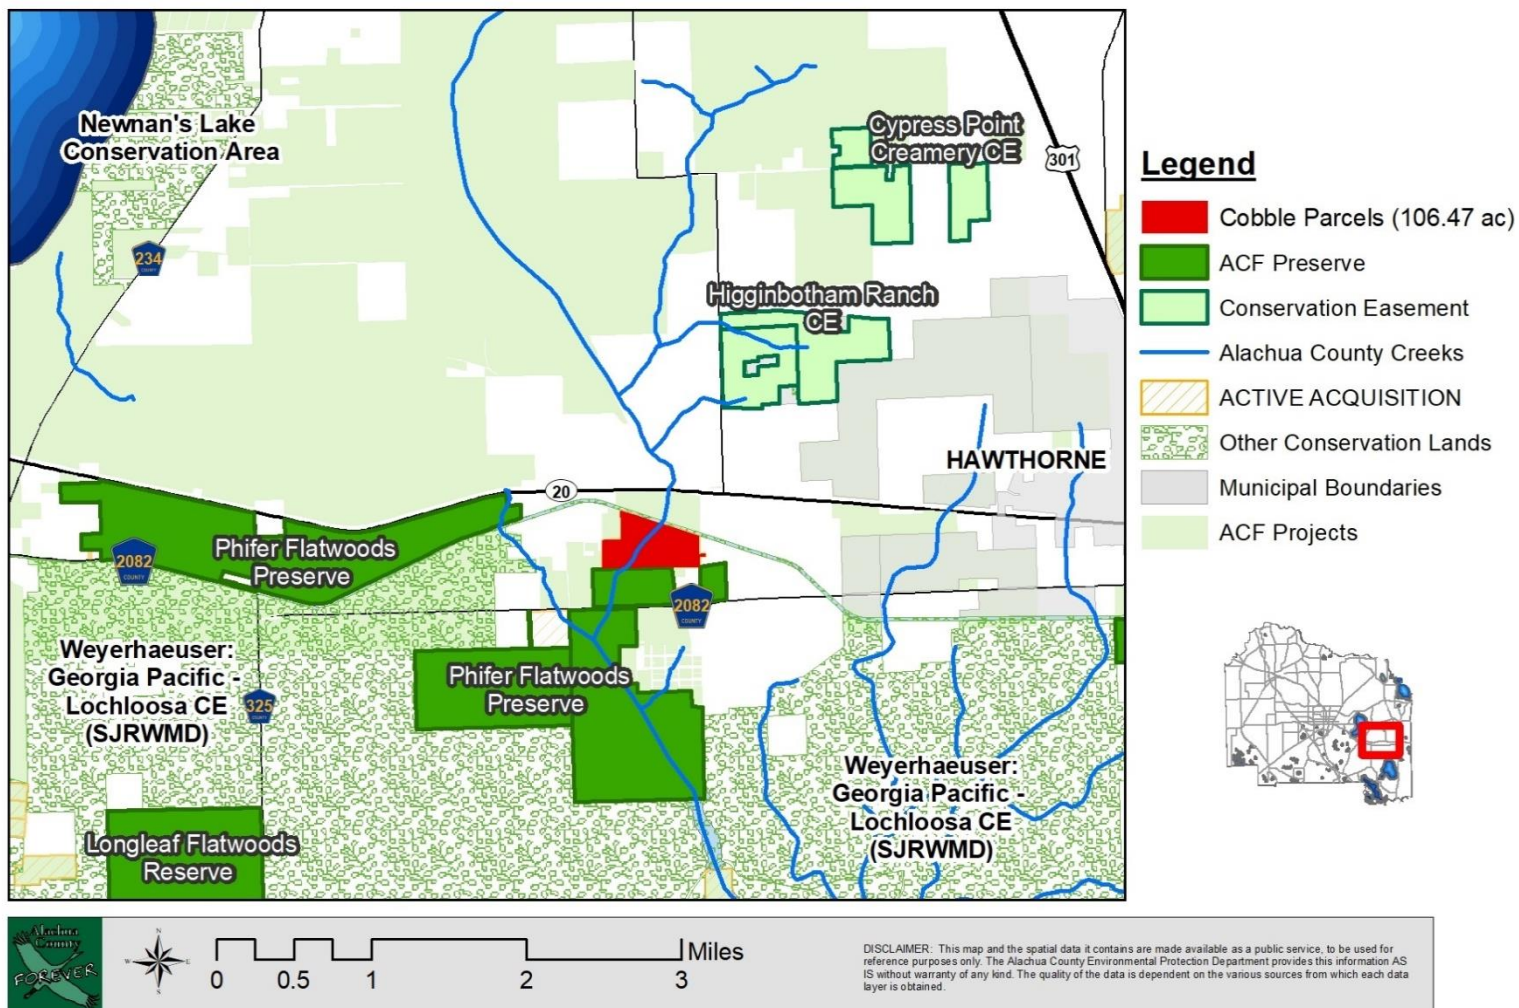 Newnan's Lake
Conservation Area
234
COUNTY
Cypress Point
Creamery CE
301
Higginbotham Ranch
CE
HAWTHORNE
20
Phifer Flatwoods
Preserve
2082
COUNTY
2082
COUNTY
Weyerhaeuser:
Georgia Pacific -
Lochloosa CE
(SJRWMD)
325
COUNTY
Phifer Flatwoods
Preserve
Weyerhaeuser:
Georgia Pacific -
Lochloosa CE
(SJRWMD)
Longleaf Flatwoods
Reserve
Legend
Cobble Parcels (106.47 ac)
ACF Preserve
Conservation Easement
Alachua County Creeks
ACTIVE ACQUISITION
Other Conservation Lands
Municipal Boundaries
ACF Projects
Alachua
County
FOREVER
N
W
E
S
Miles
0 0.5 1 2 3
DISCLAIMER: This map and the spatial data it contains are made available as a public service, to be used for
reference purposes only. The Alachua County Environmental Protection Department provides this information AS
IS without warranty of any kind. The quality of the data is dependent on the various sources from which each data
layer is obtained.